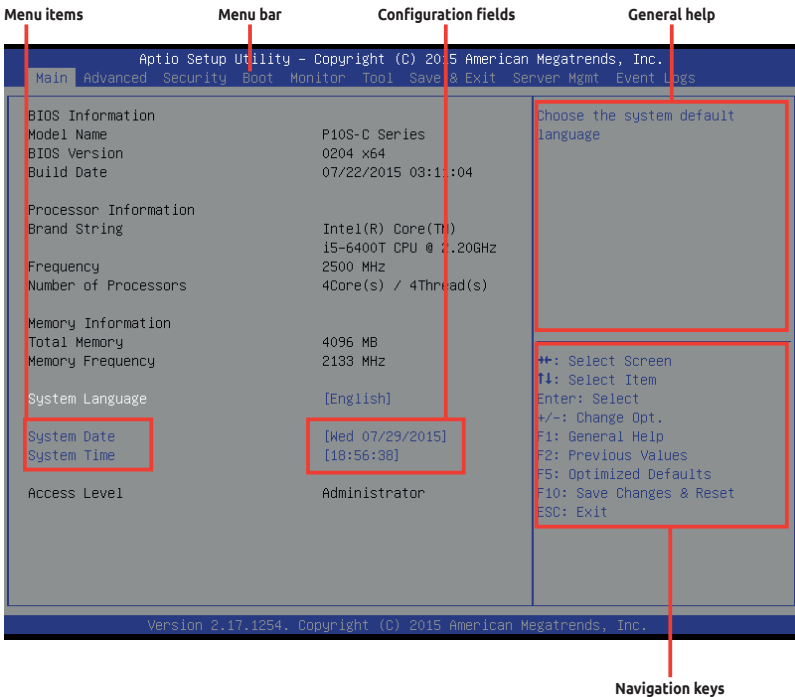 Menu items Menu bar Configuration fields General help
Aptio Setup Utility – Copyright (C) 2015 American Megatrends, Inc.
Main Advanced Security Boot Monitor Tool Save & Exit Server Mgmt Event Logs
BIOS Information
Model Name P10S-C Series
BIOS Version 0204 x64
Build Date 07/22/2015 03:11:04
Processor Information
Brand String Intel(R) Core(TM)
i5-6400T CPU @ 2.20GHz
Frequency 2500 MHz
Number of Processors 4Core(s) / 4Thread(s)
Memory Information
Total Memory 4096 MB
Memory Frequency 2133 MHz
System Language [English]
System Date [Wed 07/29/2015]
System Time [18:56:38]
Access Level Administrator
Choose the system default
language
→←: Select Screen
↑↓: Select Item
Enter: Select
+/-: Change Opt.
F1: General Help
F2: Previous Values
F5: Optimized Defaults
F10: Save Changes & Reset
ESC: Exit
Version 2.17.1254. Copyright (C) 2015 American Megatrends, Inc.
Navigation keys